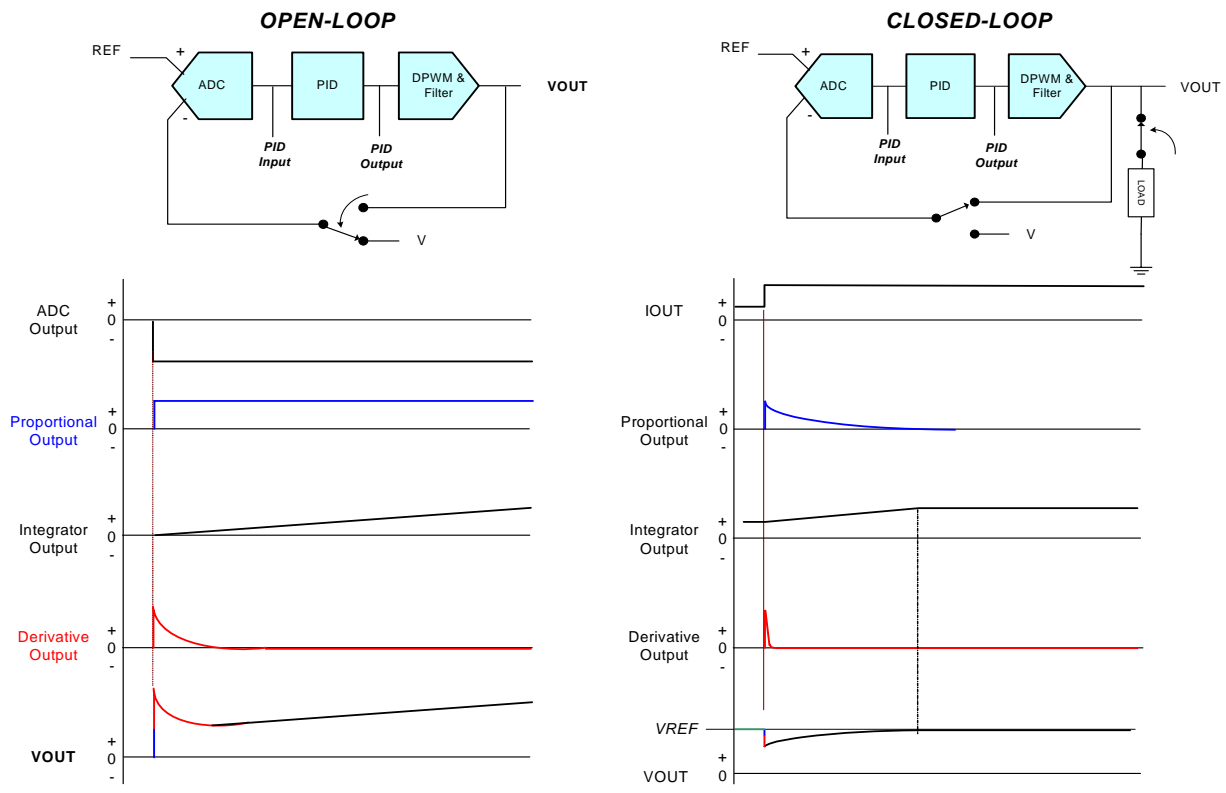 OPEN-LOOP
REF
+
-
ADC
PID
DPWM &
Filter
VOUT
PID
Input
PID
Output
V
CLOSED-LOOP
REF
+
-
ADC
PID
DPWM &
Filter
VOUT
PID
Input
PID
Output
V
LOAD
ADC
Output
+
0
-
Proportional
Output
+
0
-
Integrator
Output
+
0
-
Derivative
Output
+
0
-
VOUT
+
0
-
IOUT
+
0
-
Proportional
Output
+
0
-
Integrator
Output
+
0
-
Derivative
Output
+
0
-
VREF
VOUT
+
0